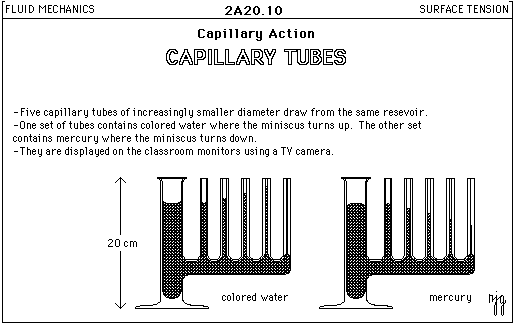 FLUID MECHANICS
2A20.10
SURFACE TENSION
Capillary Action
CAPILLARY TUBES
-Five capillary tubes of increasingly smaller diameter draw from the same resevoir.
-One set of tubes contains colored water where the miniscus turns up. The other set
contains mercury where the miniscus turns down.
-They are displayed on the classroom monitors using a TV camera.
20 cm
colored water
mercury
njg